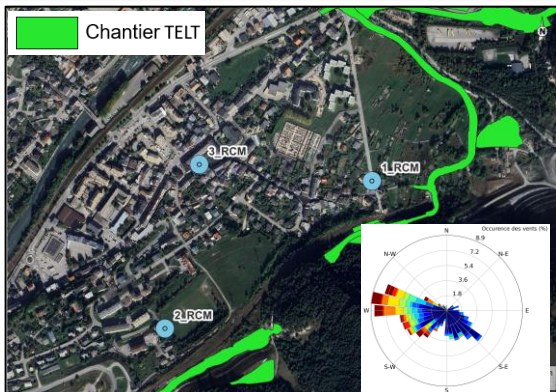 Chantier TELT
N
3_RCM
1_RCM
2_RCM
Occurence des vents (%)
N
8.9
7.2
5.4
3.6
1.8
N-W
N-E
W
E
S-W
S-E
S